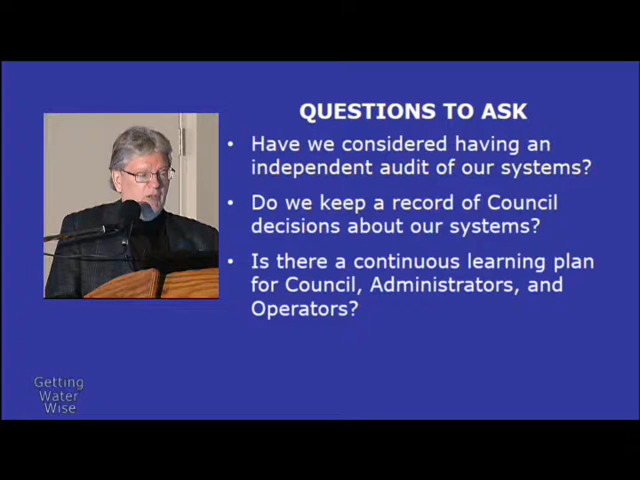 QUESTIONS TO ASK
• Have we considered having an
independent audit of our systems?
• Do we keep a record of Council
decisions about our systems?
• Is there a continuous learning plan
for Council, Administrators, and
Operators?
Getting
Water
Wise